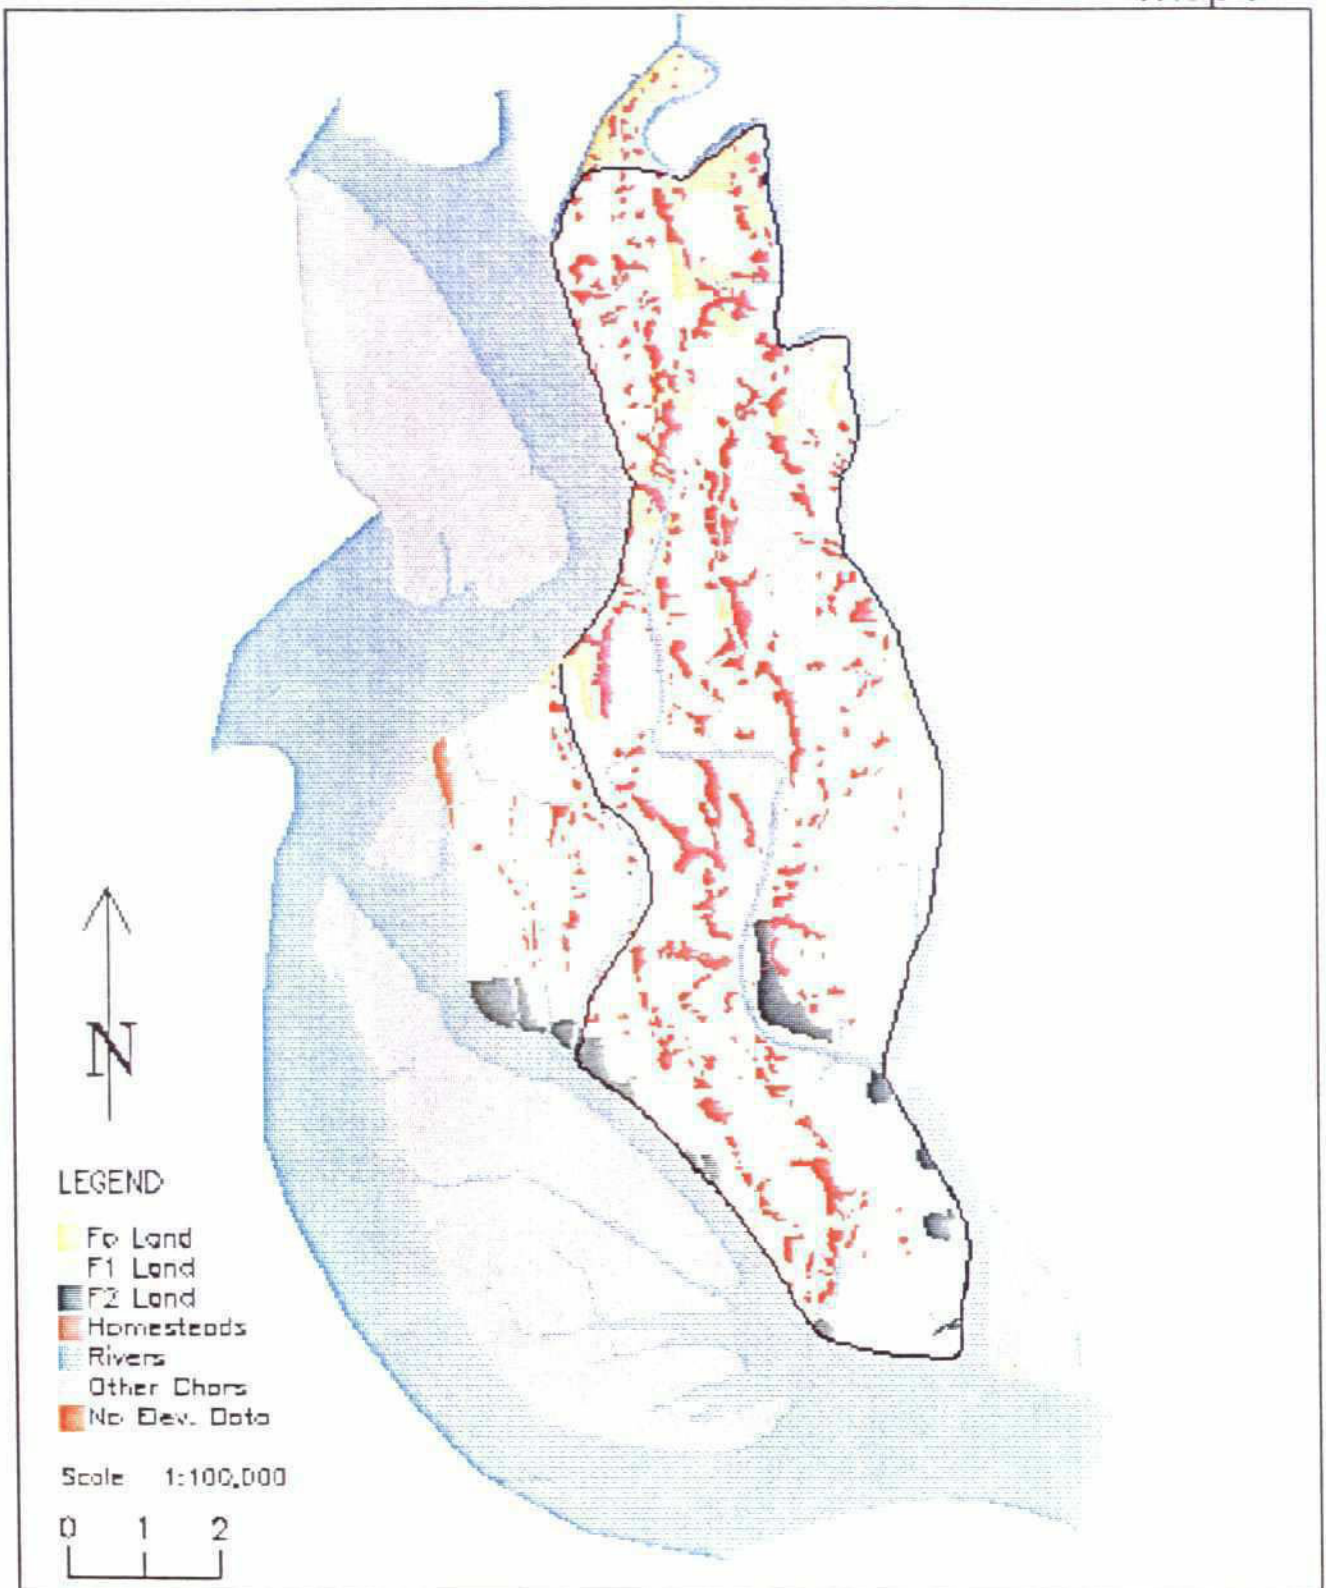 N
LEGEND
Fo Land
F1 Land
F2 Land
Homesteads
Rivers
Other Chars
No Elev. Data
Scale 1:100,000
0 1 2